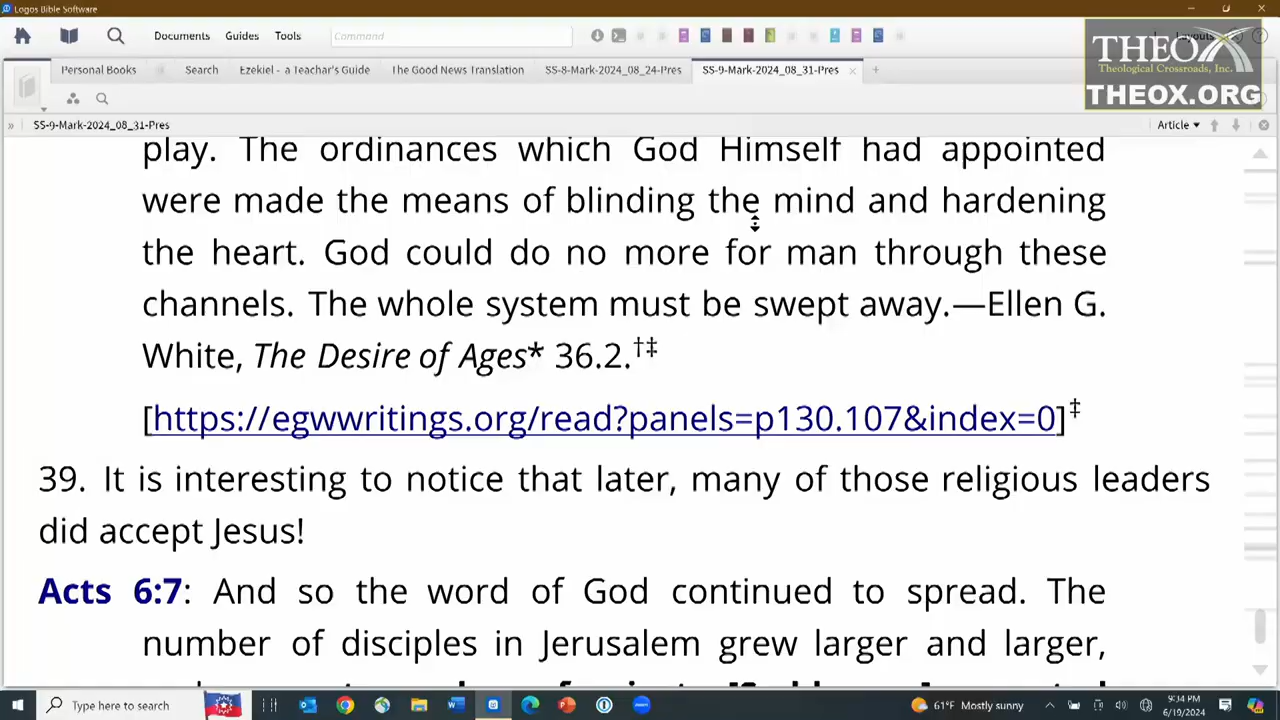 Logos Bible Software
Documents Guides Tools Command
THEOX
Theological Crossroads, Inc.
THEOX.ORG
Personal Books Search Ezekiel - a Teacher's Guide SS-8-Mark-2024_08_24-Pres SS-9-Mark-2024_08_31-Pres
SS-9-Mark-2024_08_31-Pres Article
play. The ordinances which God Himself had appointed
were made the means of blinding the mind and hardening
the heart. God could do no more for man through these
channels. The whole system must be swept away.—Ellen G.
White, The Desire of Ages* 36.2.†‡
[https://egwwritings.org/read?panels=p130.107&index=0]‡
39. It is interesting to notice that later, many of those religious leaders
did accept Jesus!
Acts 6:7: And so the word of God continued to spread. The
number of disciples in Jerusalem grew larger and larger,
Type here to search
61°F Mostly sunny
9:34 PM
6/19/2024